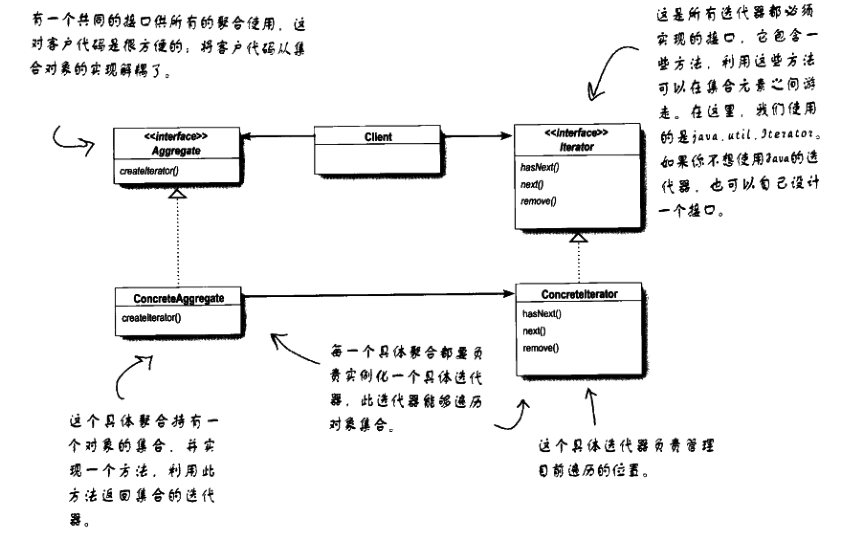 有一个共同的接口供所有的聚合使用，这
对客户代码是很方便的；将客户代码从集
合对象的实现解耦了。
这是所有迭代器都必须
实现的接口，它包含一
些方法，利用这些方法
可以在集合元素之间游
走。在这里，我们使用
的是java.util.Iterator。
如果你不想使用Java的迭
代器，也可以自己设计
一个接口。
<<interface>>
Aggregate
createIterator()
Client
<<interface>>
Iterator
hasNext()
next()
remove()
ConcreteAggregate
createIterator()
ConcreteIterator
hasNext()
next()
remove()
每一个具体聚合都要负
责实例化一个具体迭代
器，此迭代器能够遍历
对象集合。
这个具体聚合持有一
个对象的集合，并实
现一个方法，利用此
方法返回集合的迭代
器。
这个具体迭代器负责管理
目前遍历的位置。